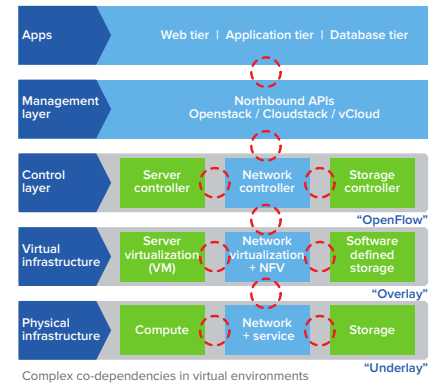 Apps
Web tier | Application tier | Database tier
Management
layer
Northbound APIs
Openstack / Cloudstack / vCloud
Control
layer
Server
controller
Network
controller
Storage
controller
“OpenFlow”
Virtual
infrastructure
Server
virtualization
(VM)
Network
virtualization
+ NFV
Software
defined
storage
“Overlay”
Physical
infrastructure
Compute
Network
+ service
Storage
“Underlay”
Complex co-dependencies in virtual environments